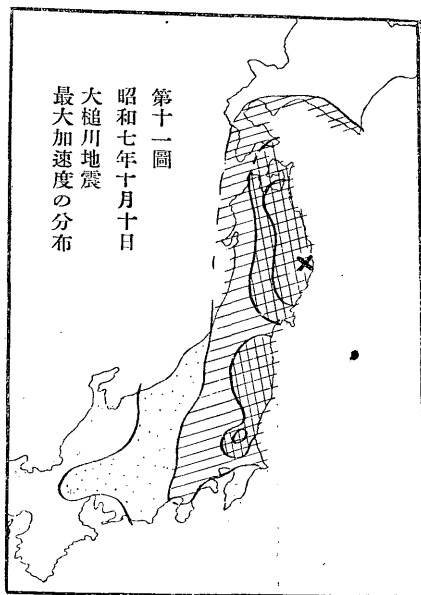 第十一圖
昭和七年十月十日
大槌川地震
最大加速度の分布